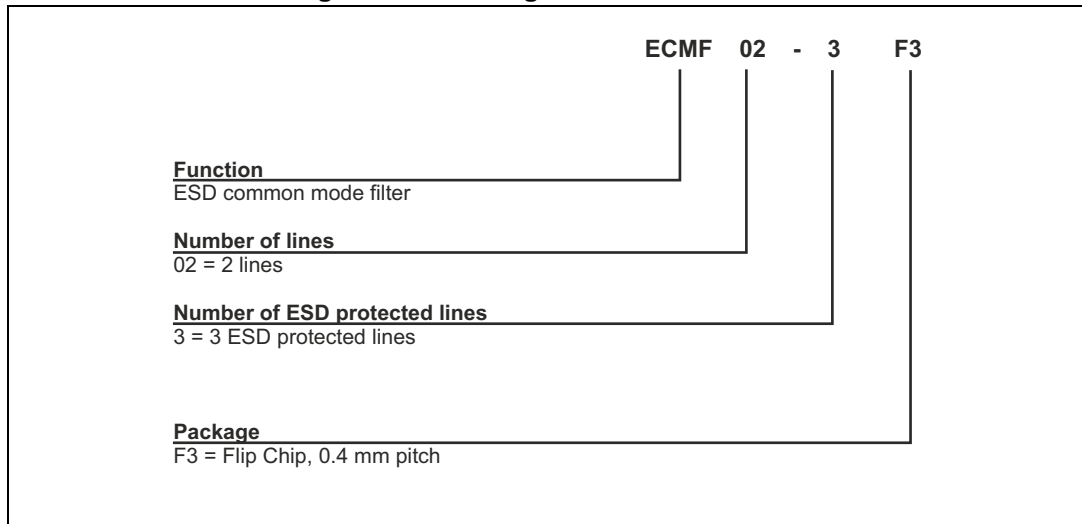 ECMF 02 - 3 F3
Function
ESD common mode filter
Number of lines
02 = 2 lines
Number of ESD protected lines
3 = 3 ESD protected lines
Package
F3 = Flip Chip, 0.4 mm pitch